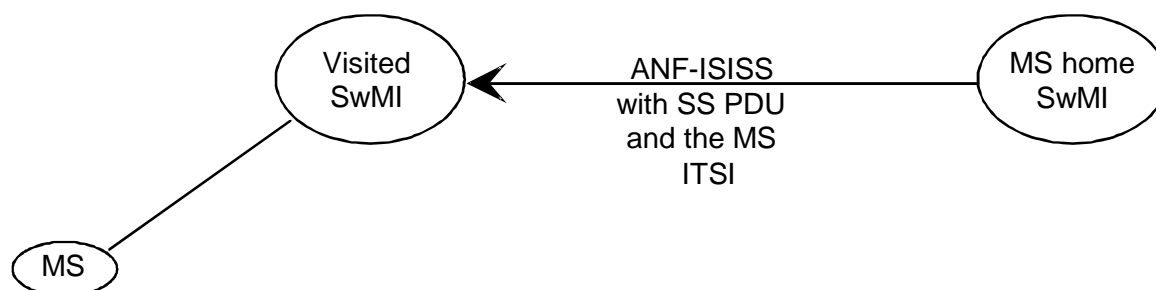 Visited
SwMI
ANF-ISISS
with SS PDU
and the MS
ITSI
MS home
SwMI
MS